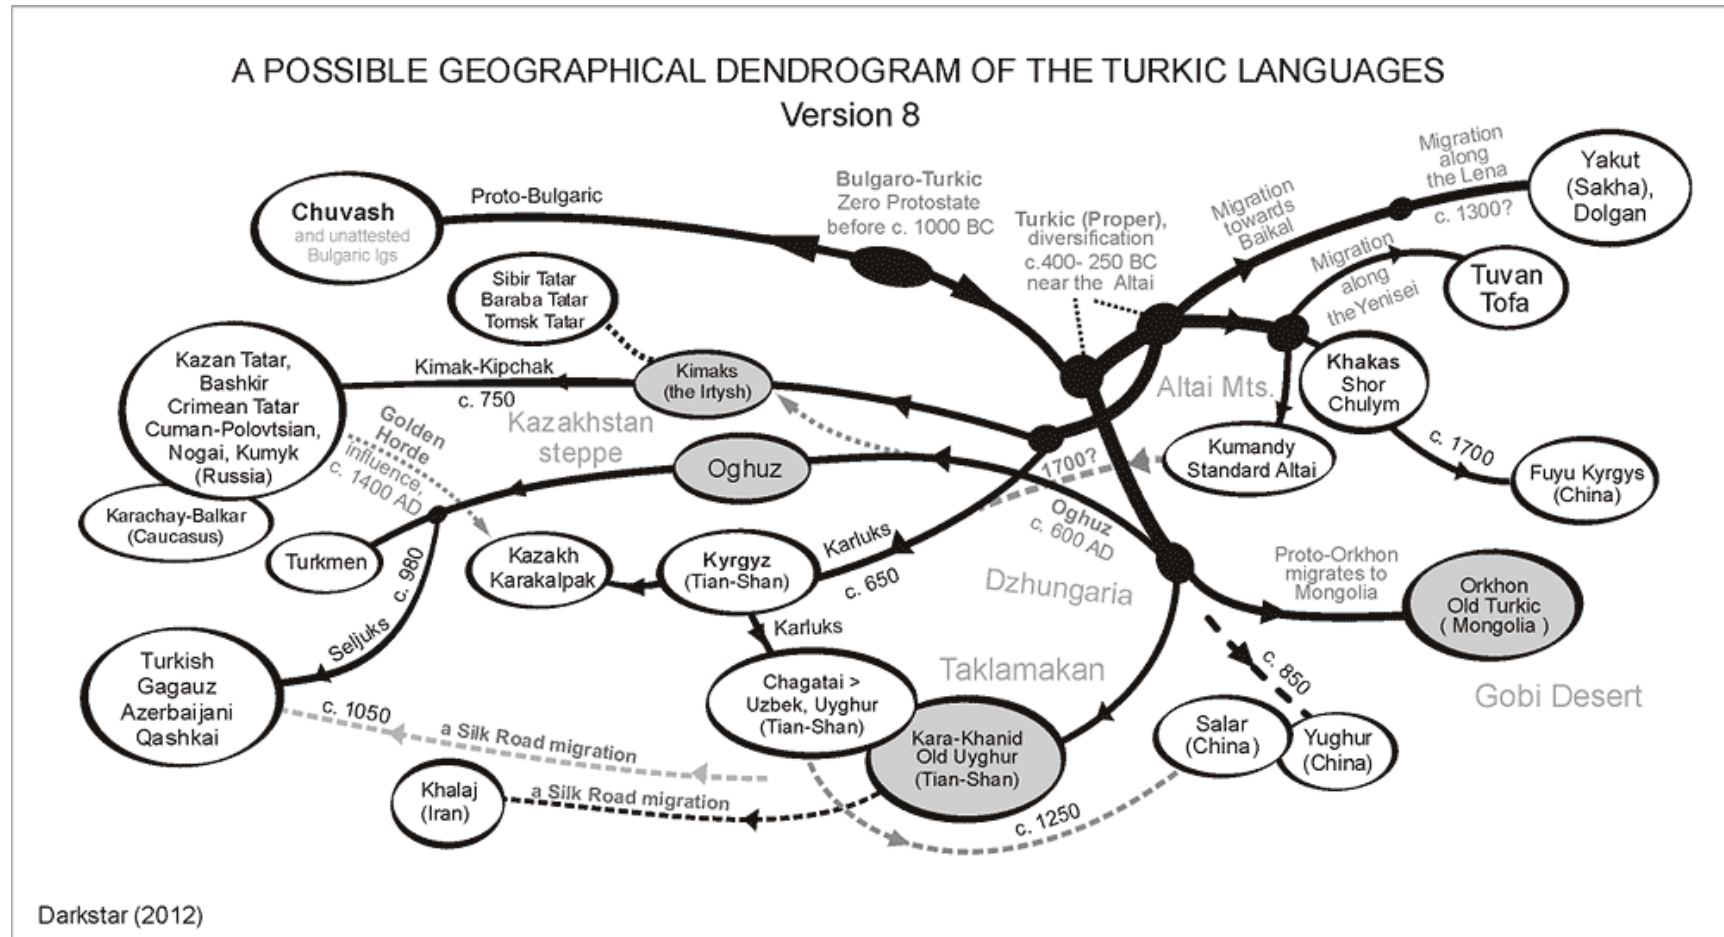 A POSSIBLE GEOGRAPHICAL DENDROGRAM OF THE TURKIC LANGUAGES
Version 8
Chuvash
and unattested
Bulgaric lgs
Proto-Bulgaric
Bulgaro-Turkic
Zero Protostate
before c. 1000 BC
Turkic (Proper),
diversification
c.400- 250 BC
near the Altai
Migration
towards
Baikal
Migration
along
the Lena
c. 1300?
Yakut
(Sakha),
Dolgan
Migration
along
the Yenisei
Tuvan
Tofa
Sibir Tatar
Baraba Tatar
Tomsk Tatar
Kazan Tatar,
Bashkir
Crimean Tatar
Cuman-Polovtsian,
Nogai, Kumyk
(Russia)
Kimak-Kipchak
c. 750
Kimaks
(the Irtysh)
Altai Mts.
Khakas
Shor
Chulym
Golden
Horde
influence,
c. 1400 AD
Kazakhstan
steppe
Oghuz
1700?
Kumandy
Standard Altai
c. 1700
Fuyu Kyrgys
(China)
Karachay-Balkar
(Caucasus)
Turkmen
Kazakh
Karakalpak
Kyrgyz
(Tian-Shan)
Karluks
c. 650
Oghuz
c. 600 AD
Dzhungaria
Proto-Orkhon
migrates to
Mongolia
Orkhon
Old Turkic
( Mongolia )
c. 980
Seljuks
Karluks
Turkish
Gagauz
Azerbaijani
Qashkai
c. 1050
a Silk Road migration
Chagatai >
Uzbek, Uyghur
(Tian-Shan)
Taklamakan
Kara-Khanid
Old Uyghur
(Tian-Shan)
c. 850
Salar
(China)
Yughur
(China)
Gobi Desert
Khalaj
(Iran)
a Silk Road migration
c. 1250
Darkstar (2012)